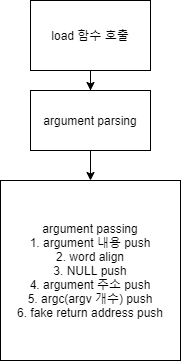 load 함수 호출
argument parsing
argument passing
1. argument 내용 push
2. word align
3. NULL push
4. argument 주소 push
5. argc(argv 개수) push
6. fake return address push